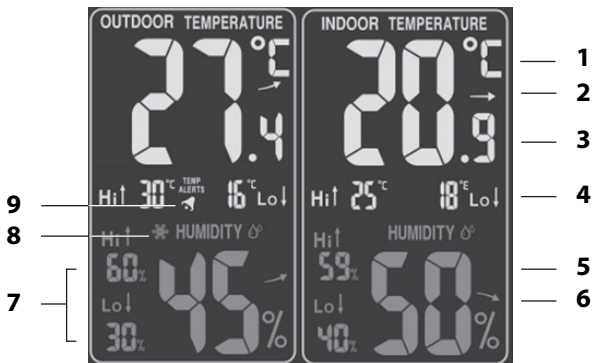 OUTDOOR TEMPERATURE
27.4 °C
Hi↑ 30°C TEMP ALERTS 16°C Lo↓
HUMIDITY
Hi↑
60%
45%
Lo↓
30%
INDOOR TEMPERATURE
20.9 °C
Hi↑ 25°C 18°E Lo↓
HUMIDITY
Hi↑
59%
50%
Lo↓
40%
1
2
3
4
5
6
7
8
9